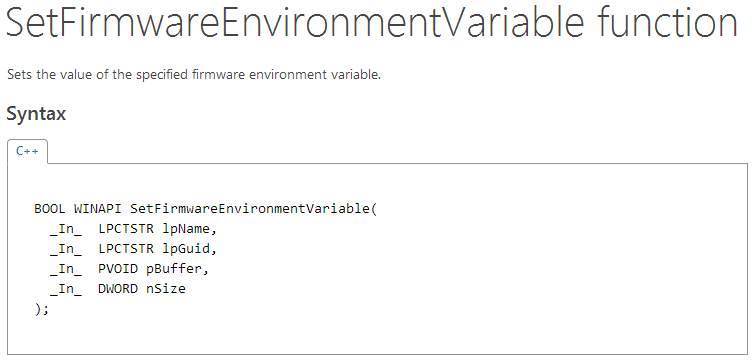 SetFirmwareEnvironmentVariable function
Sets the value of the specified firmware environment variable.
Syntax
C++
BOOL WINAPI SetFirmwareEnvironmentVariable(
  _In_  LPCTSTR lpName,
  _In_  LPCTSTR lpGuid,
  _In_  PVOID pBuffer,
  _In_  DWORD nSize
);